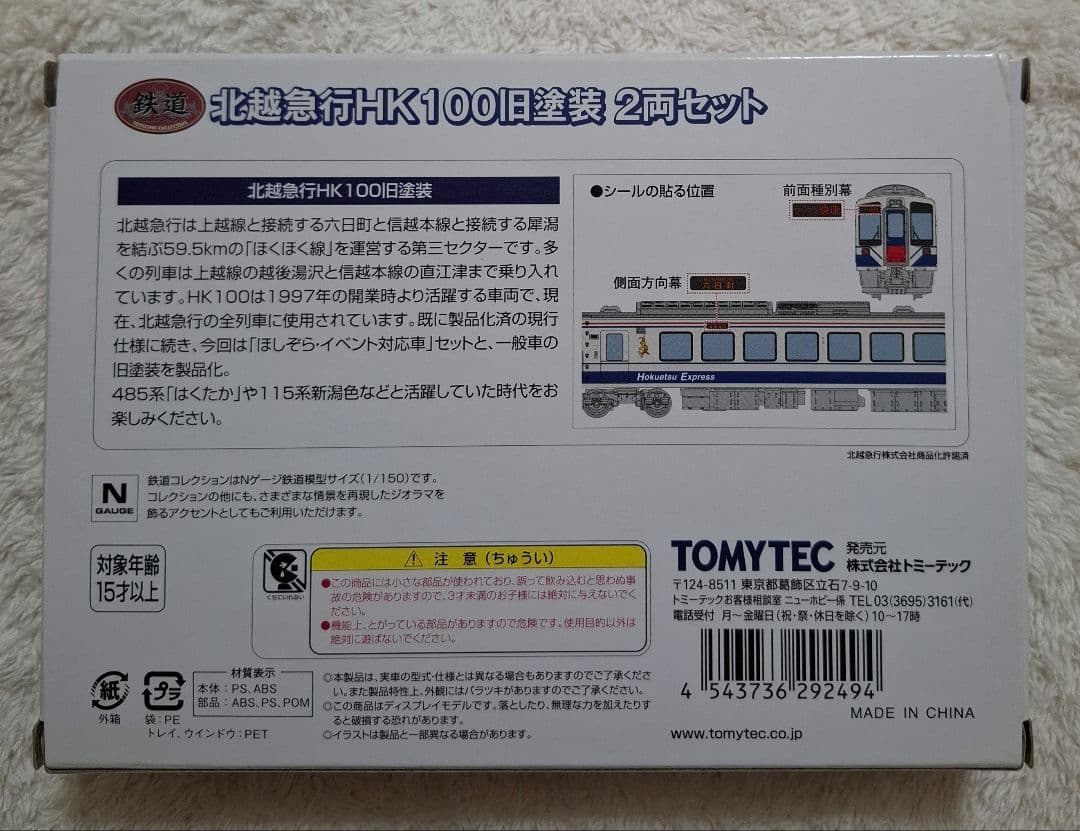 鉄道
北越急行HK100旧塗装 2両セット
北越急行HK100旧塗装
北越急行は上越線と接続する六日町と信越本線と接続する犀潟
を結ぶ59.5kmの「ほくほく線」を運営する第三セクターです。多
くの列車は上越線の越後湯沢と信越本線の直江津まで乗り入れ
ています。HK100は1997年の開業時より活躍する車両で、現
在、北越急行の全列車に使用されています。既に製品化済の現行
仕様に続き、今回は「ほしぞら・イベント対応車」セットと、一般車の
旧塗装を製品化。
485系「はくたか」や115系新潟色などと活躍していた時代をお
楽しみください。
●シールの貼る位置
前面種別幕
側面方向幕
六日町
Hokuetsu Express
北越急行株式会社商品化許諾済
N
GAUGE
鉄道コレクションはNゲージ鉄道模型サイズ(1/150)です。
コレクションの他にも、さまざまな情景を再現したジオラマを
飾るアクセントとしてもご利用いただけます。
対象年齢
15才以上
くちにいれない
⚠ 注 意 (ちゅうい)
●この商品には小さな部品が使われており、誤って飲み込むと思わぬ事
故の危険がありますので、3才未満のお子様には絶対に与えないでく
ださい。
●機能上、とがっている部品がありますので危険です。使用目的以外は
絶対に遊ばないでください。
TOMYTEC 発売元
株式会社トミーテック
〒124-8511 東京都葛飾区立石7-9-10
トミーテックお客様相談室 ニューホビー係 TEL 03(3695)3161(代)
電話受付 月〜金曜日(祝・祭・休日を除く)10〜17時
4 543736 292494
MADE IN CHINA
www.tomytec.co.jp
紙
外箱
プラ
袋:PE
トレイ、ウインドウ:PET
材質表示
本体:PS、ABS
部品:ABS、PS、POM
◎本製品は、実車の型式・仕様とは異なる場合もありますのでご了承くださ
い。また製品特性上、外観にはバラツキがありますのでご了承ください。
◎この商品はディスプレイモデルです。落としたり、無理な力を加えたりす
ると破損する恐れがあります。
◎イラストは製品と一部異なる場合があります。